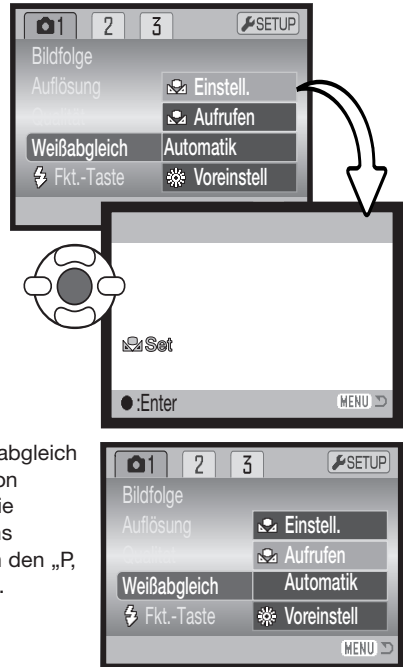 1 2 3 SETUP
Bildfolge
Auflösung Einstell.
Qualität Aufrufen
Weißabgleich Automatik
Fkt.-Taste Voreinstell
Set
:Enter MENU
abgleich
on
ie
s
n den „P,
.
1 2 3 SETUP
Bildfolge
Auflösung Einstell.
Qualität Aufrufen
Weißabgleich Automatik
Fkt.-Taste Voreinstell
MENU